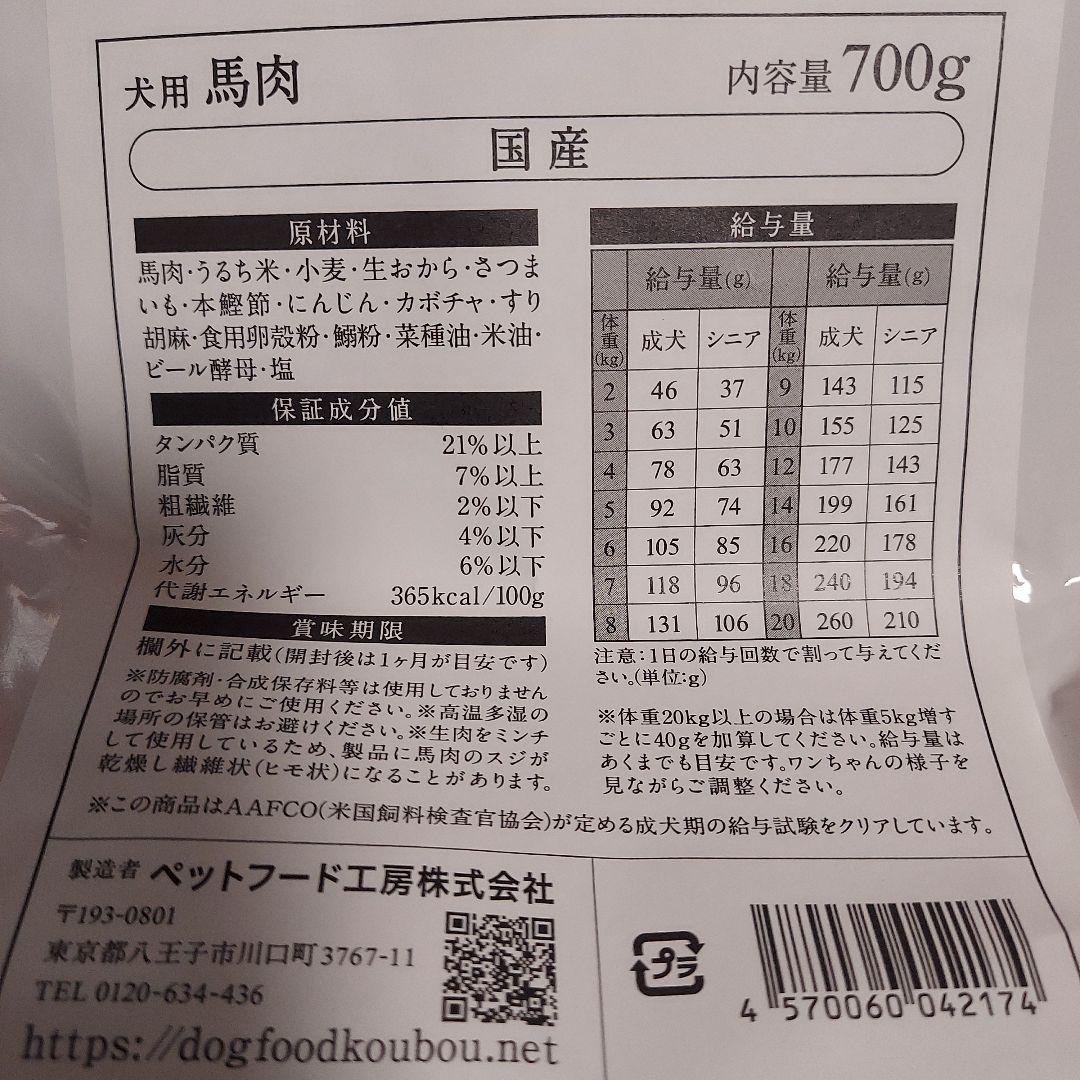 犬用 馬肉
内容量 700g
国産
原材料
馬肉・うるち米・小麦・生おから・さつま
いも・本鰹節・にんじん・カボチャ・すり
胡麻・食用卵殻粉・鰯粉・菜種油・米油・
ビール酵母・塩
保証成分値
タンパク質 21%以上
脂質 7%以上
粗繊維 2%以下
灰分 4%以下
水分 6%以下
代謝エネルギー 365kcal/100g
賞味期限
欄外に記載(開封後は1ヶ月が目安です)
※防腐剤・合成保存料等は使用しておりません
のでお早めにご使用ください。※高温多湿の
場所の保管はお避けください。※生肉をミンチ
して使用しているため、製品に馬肉のスジが
乾燥し繊維状(ヒモ状)になることがあります。
給与量
給与量(g) 給与量(g)
体重(kg) 成犬 シニア 体重(kg) 成犬 シニア
2 46 37 9 143 115
3 63 51 10 155 125
4 78 63 12 177 143
5 92 74 14 199 161
6 105 85 16 220 178
7 118 96 18 240 194
8 131 106 20 260 210
注意:1日の給与回数で割って与えてくだ
さい。(単位:g)
※体重20kg以上の場合は体重5kg増す
ごとに40gを加算してください。給与量は
あくまでも目安です。ワンちゃんの様子を
見ながらご調整ください。
※この商品はAAFCO(米国飼料検査官協会)が定める成犬期の給与試験をクリアしています。
製造者 ペットフード工房株式会社
〒193-0801
東京都八王子市川口町3767-11
TEL 0120-634-436
https://dogfoodkoubou.net
プラ
4 570060 042174